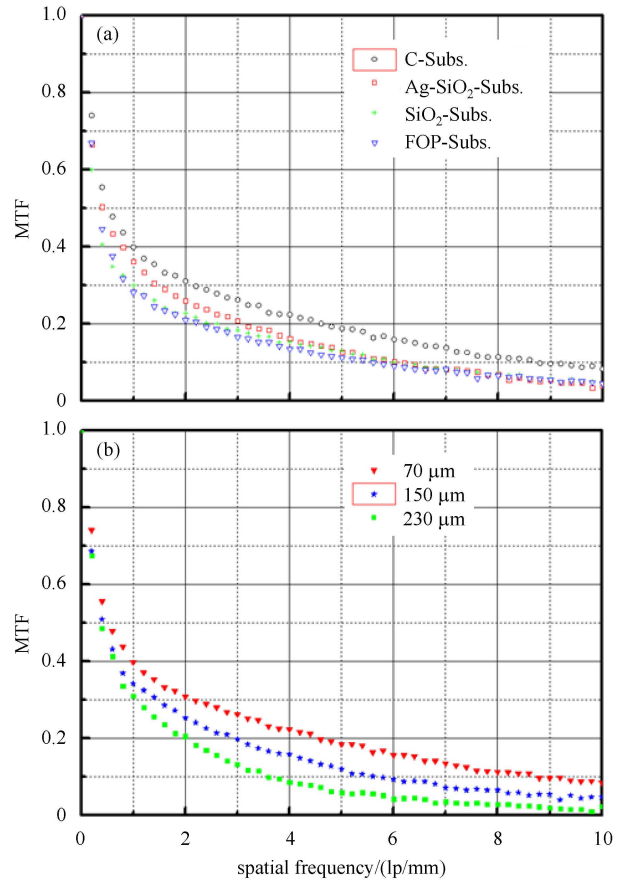 (a)
C-Subs.
Ag-SiO₂-Subs.
SiO₂-Subs.
FOP-Subs.
1.0
0.8
0.6
0.4
0.2
0
MTF
(b)
70 μm
150 μm
230 μm
1.0
0.8
0.6
0.4
0.2
0
MTF
0 2 4 6 8 10
spatial frequency/(lp/mm)